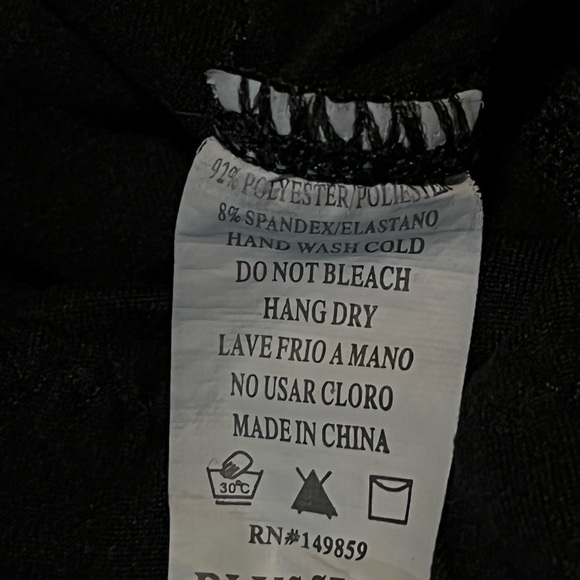 92% POLYESTER/POLIESTER
8% SPANDEX/ELASTANO
HAND WASH COLD
DO NOT BLEACH
HANG DRY
LAVE FRIO A MANO
NO USAR CLORO
MADE IN CHINA
30°C
RN#149859